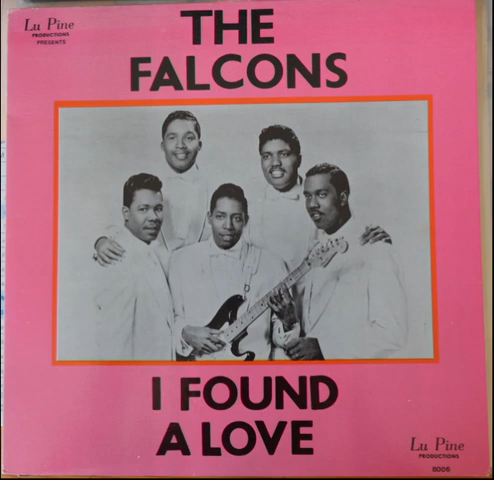 Lu Pine
PRODUCTIONS
PRESENTS
THE
FALCONS
I FOUND
A LOVE
Lu Pine
PRODUCTIONS
8006